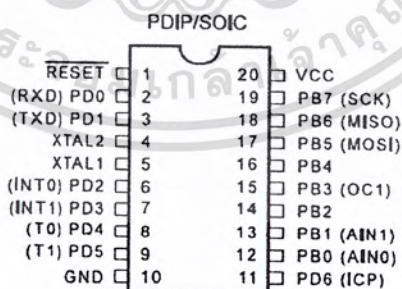 PDIP/SOIC
RESET 1 20 VCC
(RXD) PD0 2 19 PB7 (SCK)
(TXD) PD1 3 18 PB6 (MISO)
XTAL2 4 17 PB5 (MOSI)
XTAL1 5 16 PB4
(INT0) PD2 6 15 PB3 (OC1)
(INT1) PD3 7 14 PB2
(T0) PD4 8 13 PB1 (AIN1)
(T1) PD5 9 12 PB0 (AIN0)
GND 10 11 PD6 (ICP)